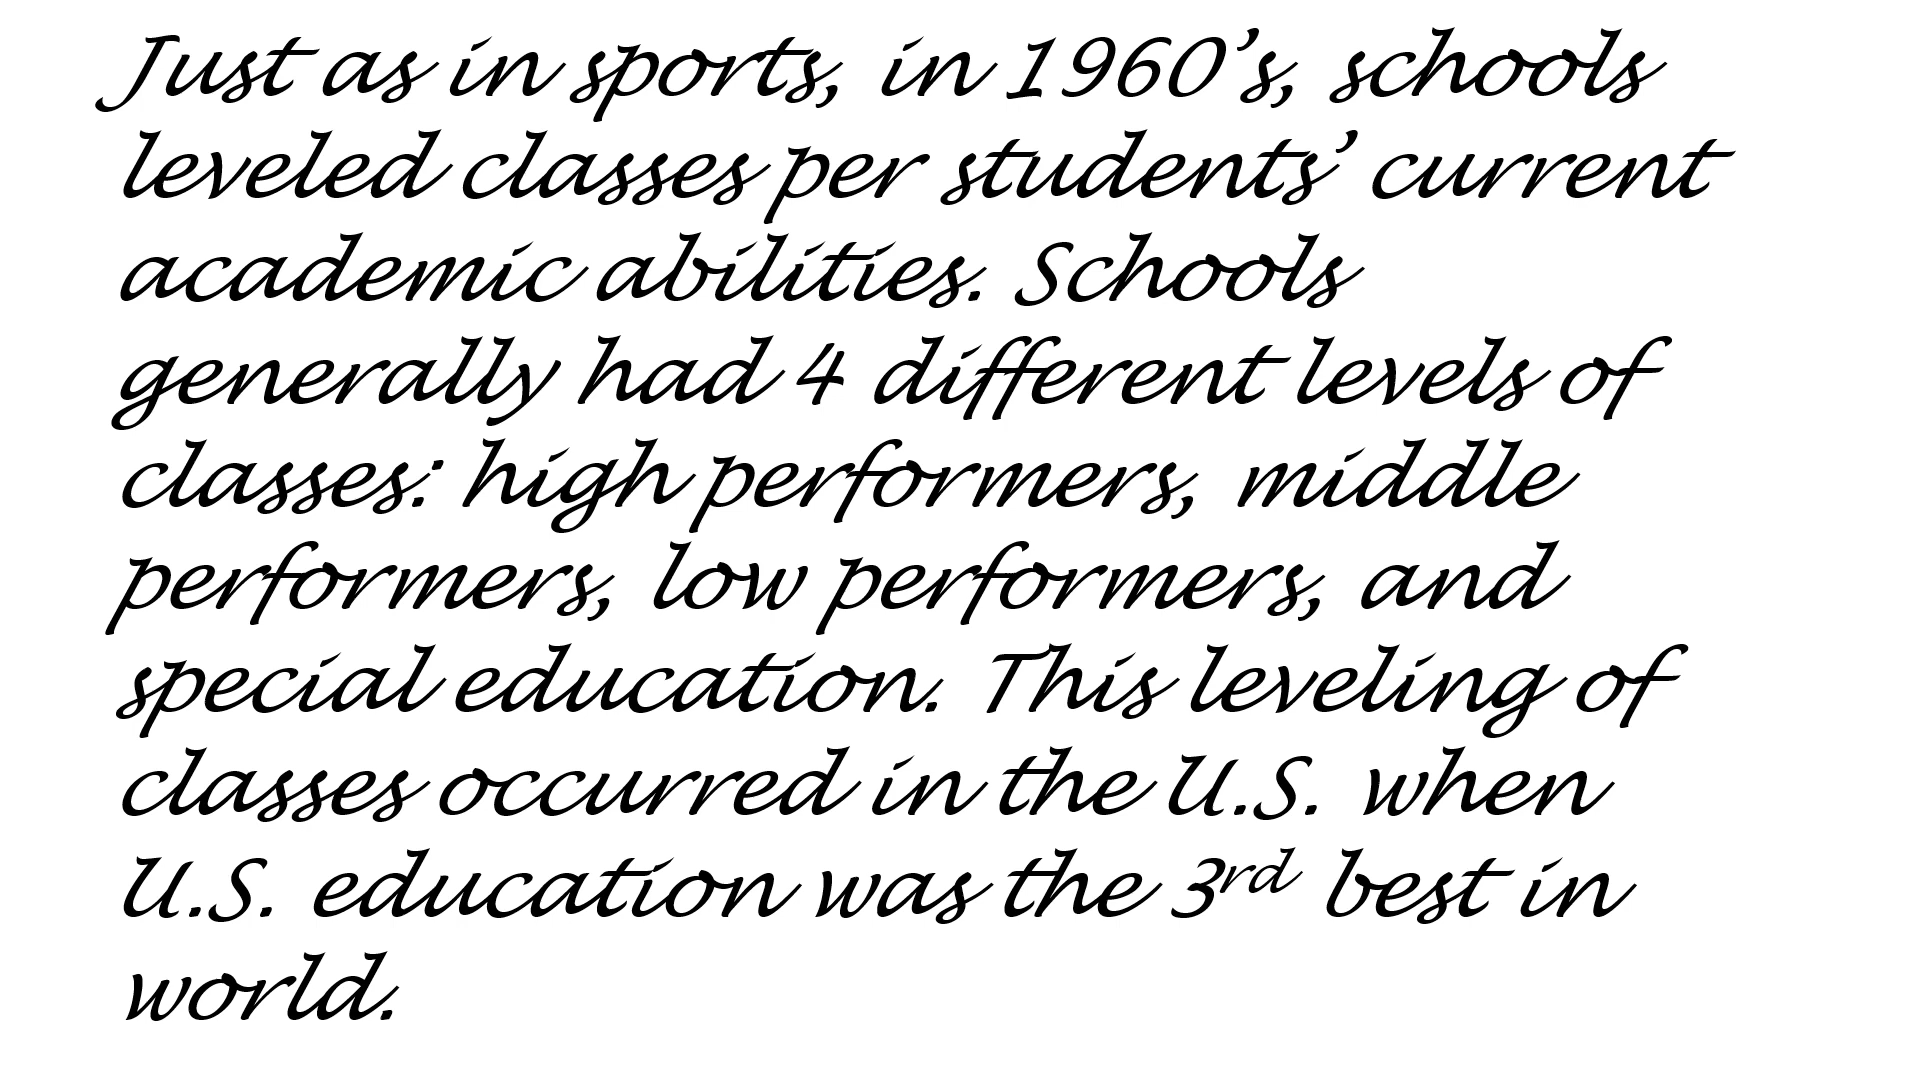 Just as in sports, in 1960’s, schools
leveled classes per students’ current
academic abilities. Schools
generally had 4 different levels of
classes: high performers, middle
performers, low performers, and
special education. This leveling of
classes occurred in the U.S. when
U.S. education was the 3rd best in
world.